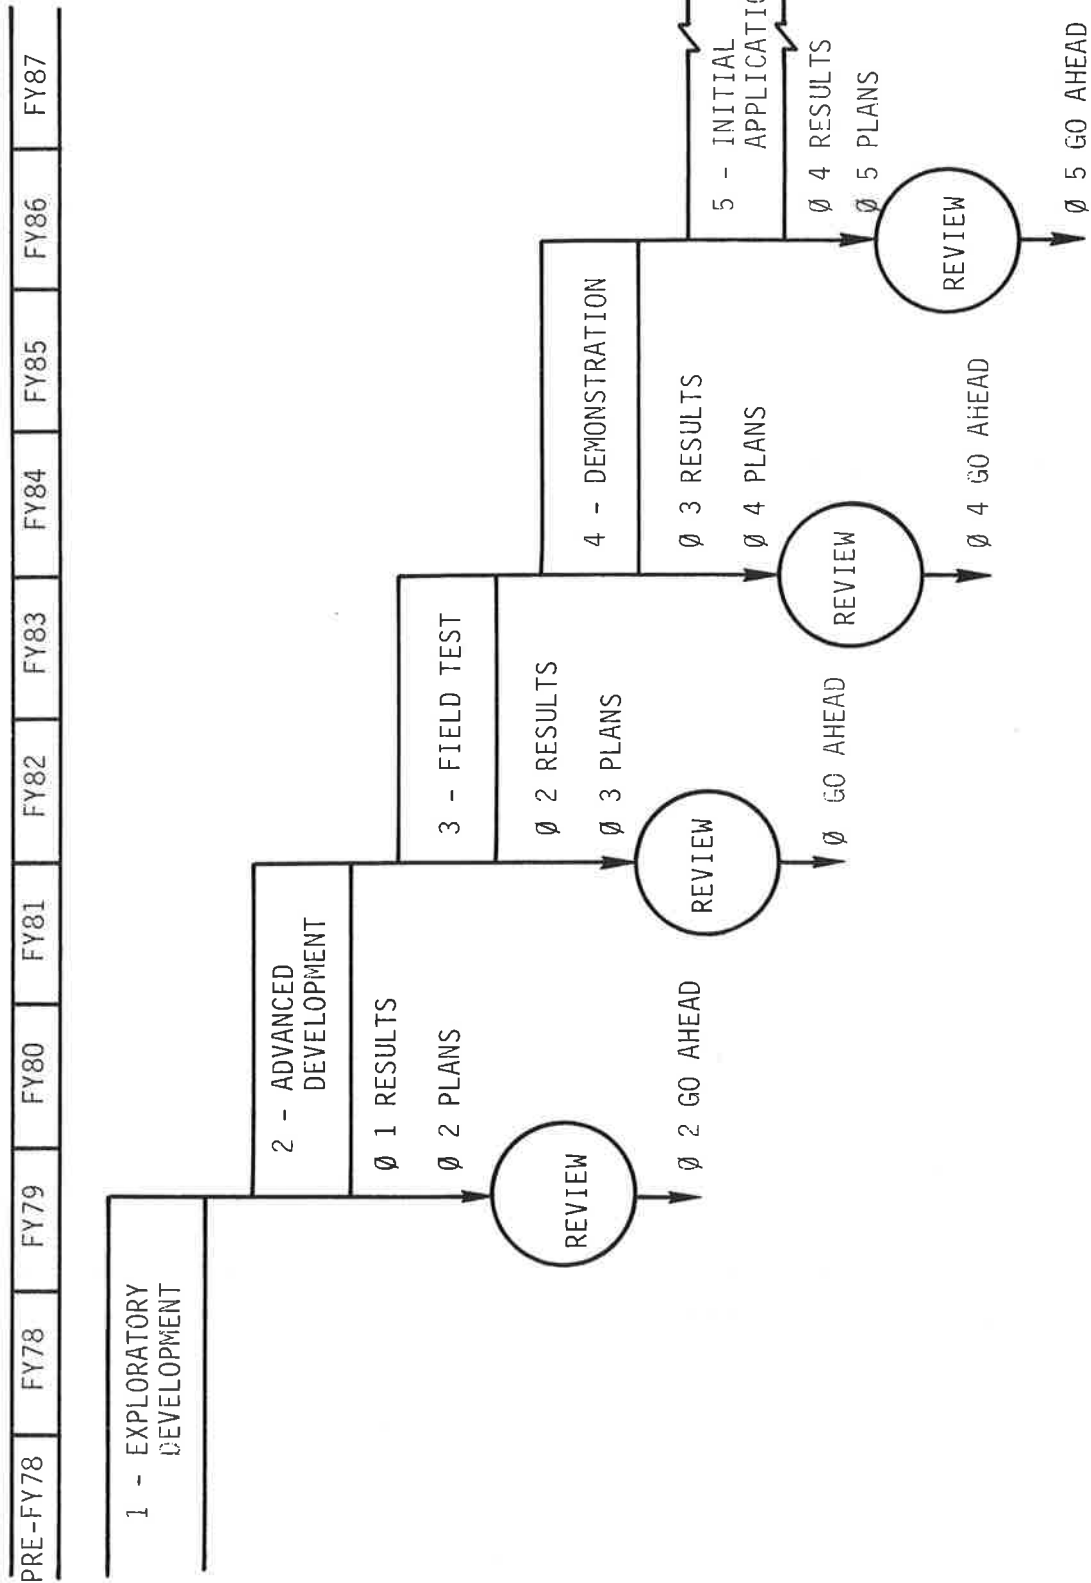 PRE-FY78 FY78 FY79 FY80 FY81 FY82 FY83 FY84 FY85 FY86 FY87
1 - EXPLORATORY
DEVELOPMENT
2 - ADVANCED
DEVELOPMENT
Ø 1 RESULTS
Ø 2 PLANS
REVIEW
Ø 2 GO AHEAD
3 - FIELD TEST
Ø 2 RESULTS
Ø 3 PLANS
REVIEW
Ø GO AHEAD
4 - DEMONSTRATION
Ø 3 RESULTS
Ø 4 PLANS
REVIEW
Ø 4 GO AHEAD
5 - INITIAL
APPLICATIO
Ø 4 RESULTS
Ø 5 PLANS
REVIEW
Ø 5 GO AHEAD